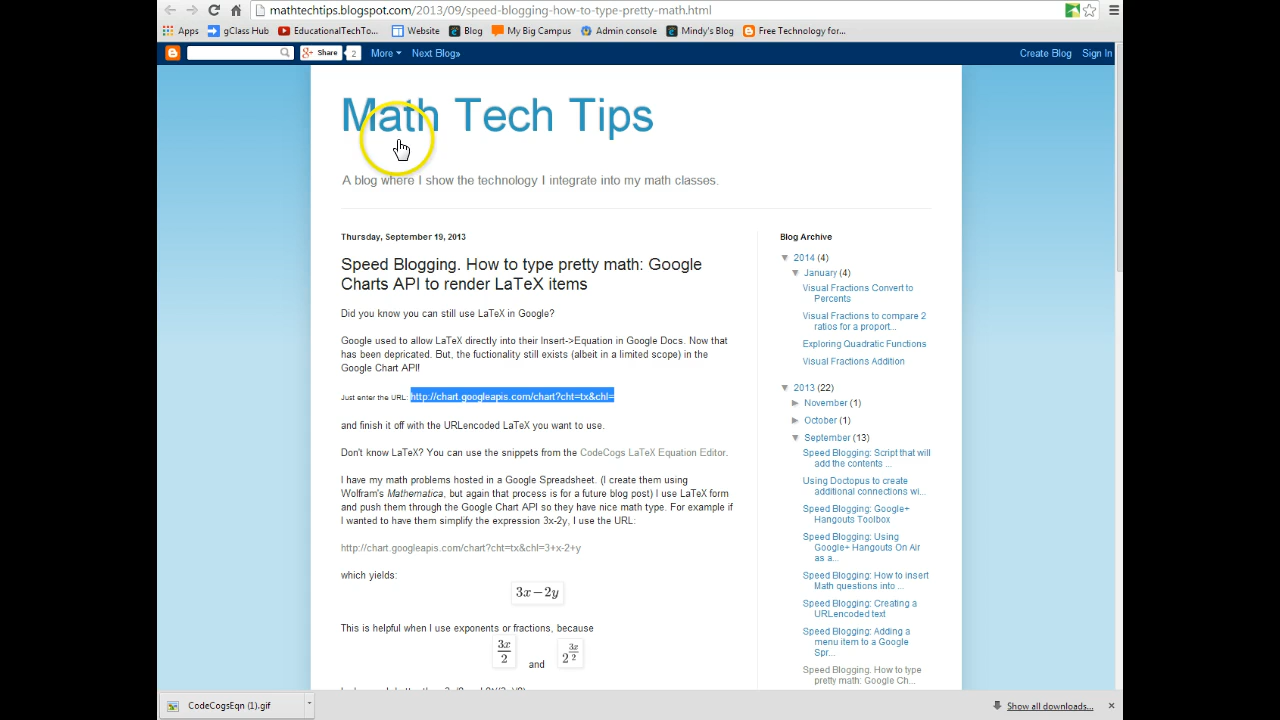 mathtechtips.blogspot.com/2013/09/speed-blogging-how-to-type-pretty-math.html
Apps gClass Hub EducationalTechTo... Website Blog My Big Campus Admin console Mindy's Blog Free Technology for...
Share 2 More Next Blog» Create Blog Sign In
Math Tech Tips
A blog where I show the technology I integrate into my math classes.
Thursday, September 19, 2013
Speed Blogging. How to type pretty math: Google
Charts API to render LaTeX items
Did you know you can still use LaTeX in Google?
Google used to allow LaTeX directly into their Insert->Equation in Google Docs. Now that
has been depricated. But, the fuctionality still exists (albeit in a limited scope) in the
Google Chart API!
Just enter the URL: http://chart.googleapis.com/chart?cht=tx&chl=
and finish it off with the URLencoded LaTeX you want to use.
Don't know LaTeX? You can use the snippets from the CodeCogs LaTeX Equation Editor.
I have my math problems hosted in a Google Spreadsheet. (I create them using
Wolfram's Mathematica, but again that process is for a future blog post) I use LaTeX form
and push them through the Google Chart API so they have nice math type. For example if
I wanted to have them simplify the expression 3x-2y, I use the URL:
http://chart.googleapis.com/chart?cht=tx&chl=3+x-2+y
which yields:
3x−2y
This is helpful when I use exponents or fractions, because
3x/2 and 2^(3x/2)
Blog Archive
▼ 2014 (4)
▼ January (4)
Visual Fractions Convert to
Percents
Visual Fractions to compare 2
ratios for a proport...
Exploring Quadratic Functions
Visual Fractions Addition
▼ 2013 (22)
► November (1)
► October (1)
▼ September (13)
Speed Blogging: Script that will
add the contents ...
Using Doctopus to create
additional connections wi...
Speed Blogging: Google+
Hangouts Toolbox
Speed Blogging: Using
Google+ Hangouts On Air
as a...
Speed Blogging: How to insert
Math questions into ...
Speed Blogging: Creating a
URLencoded text
Speed Blogging: Adding a
menu item to a Google
Spr...
Speed Blogging. How to type
pretty math: Google Ch...
CodeCogsEqn (1).gif Show all downloads...